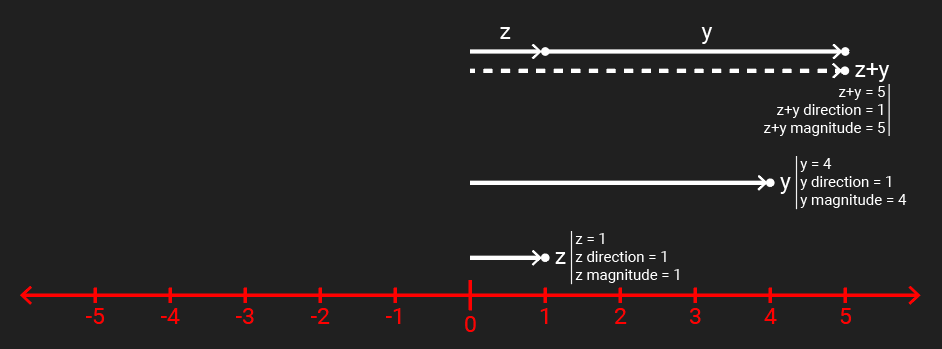 z y
z+y
z+y = 5
z+y direction = 1
z+y magnitude = 5
y
y = 4
y direction = 1
y magnitude = 4
z
z = 1
z direction = 1
z magnitude = 1
-5 -4 -3 -2 -1 0 1 2 3 4 5